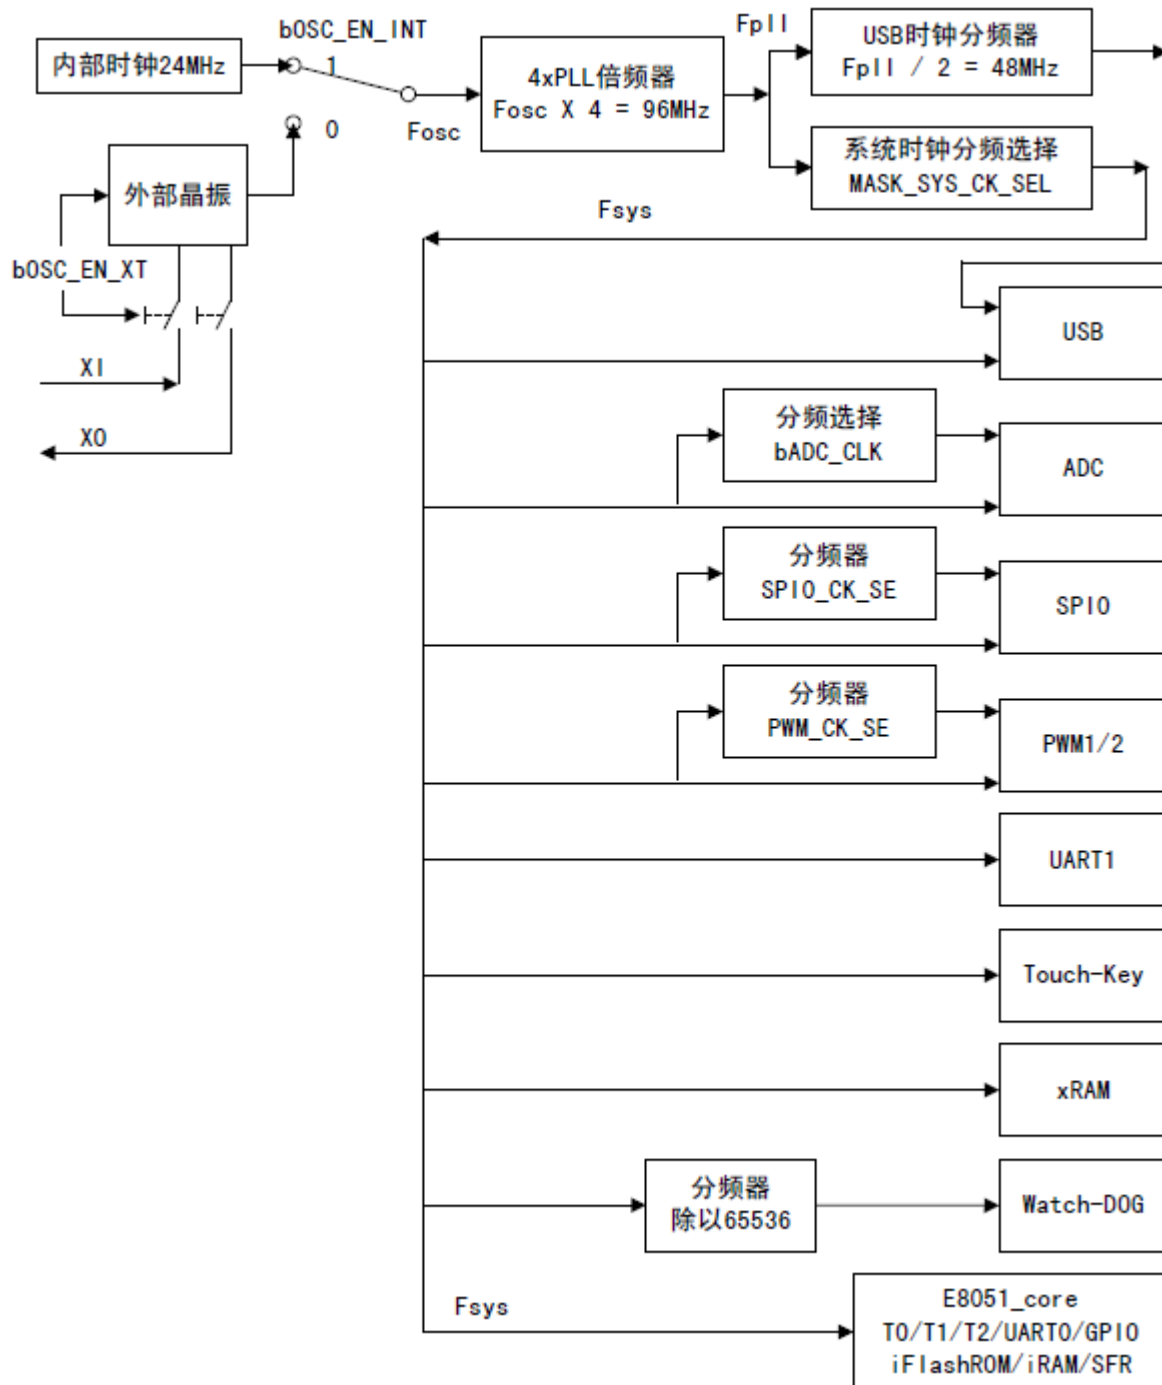 bOSC_EN_INT
Fpll
内部时钟24MHz
1
4xPLL倍频器
Fosc X 4 = 96MHz
USB时钟分频器
Fpll / 2 = 48MHz
0
Fosc
外部晶振
系统时钟分频选择
MASK_SYS_CK_SEL
Fsys
bOSC_EN_XT
XI
XO
USB
分频选择
bADC_CLK
ADC
分频器
SPI0_CK_SE
SPI0
分频器
PWM_CK_SE
PWM1/2
UART1
Touch-Key
xRAM
分频器
除以65536
Watch-DOG
Fsys
E8051_core
T0/T1/T2/UART0/GPIO
iFlashROM/iRAM/SFR